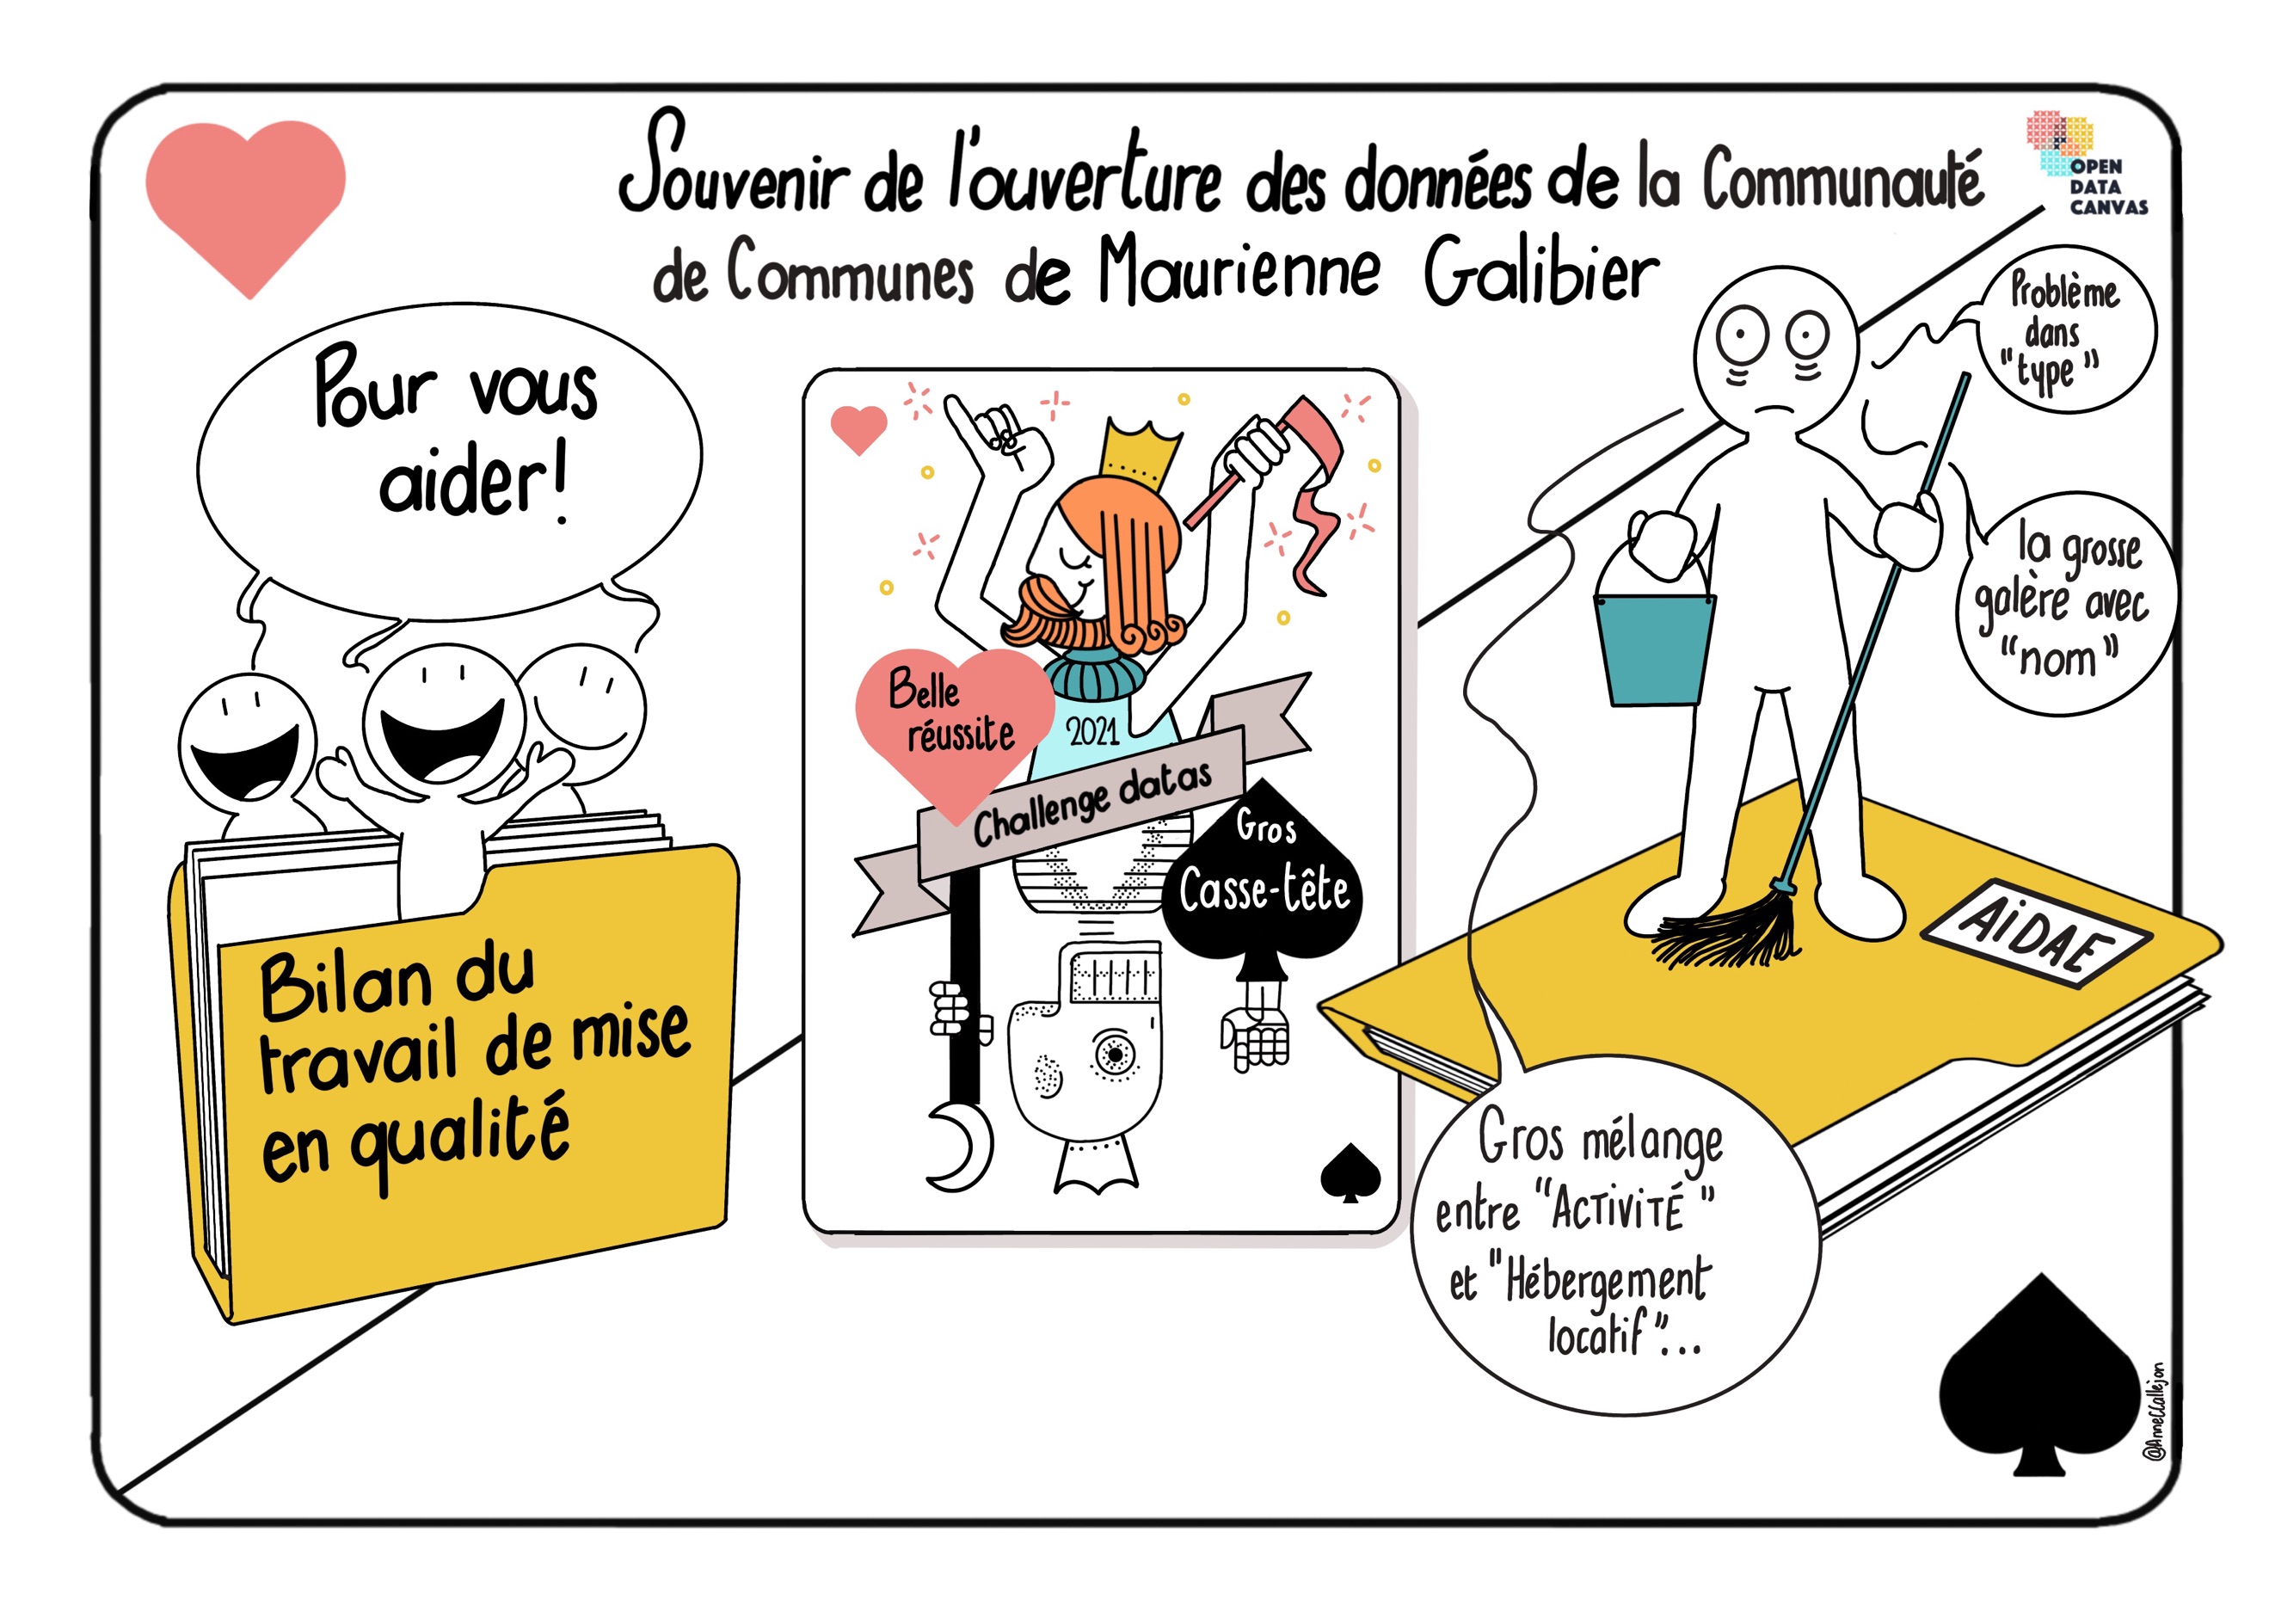 Souvenir de l'ouverture des données de la Communauté
de Communes de Maurienne Galibier
OPEN
DATA
CANVAS
Pour vous
aider!
Bilan du
travail de mise
en qualité
Belle
réussite
2021
Challenge datas
Gros
Casse-tête
Problème
dans
"type"
la grosse
galère avec
"nom"
AiDAE
Gros mélange
entre "ACTiViTÉ"
et "Hébergement
locatif"...
@AnneCCallejon